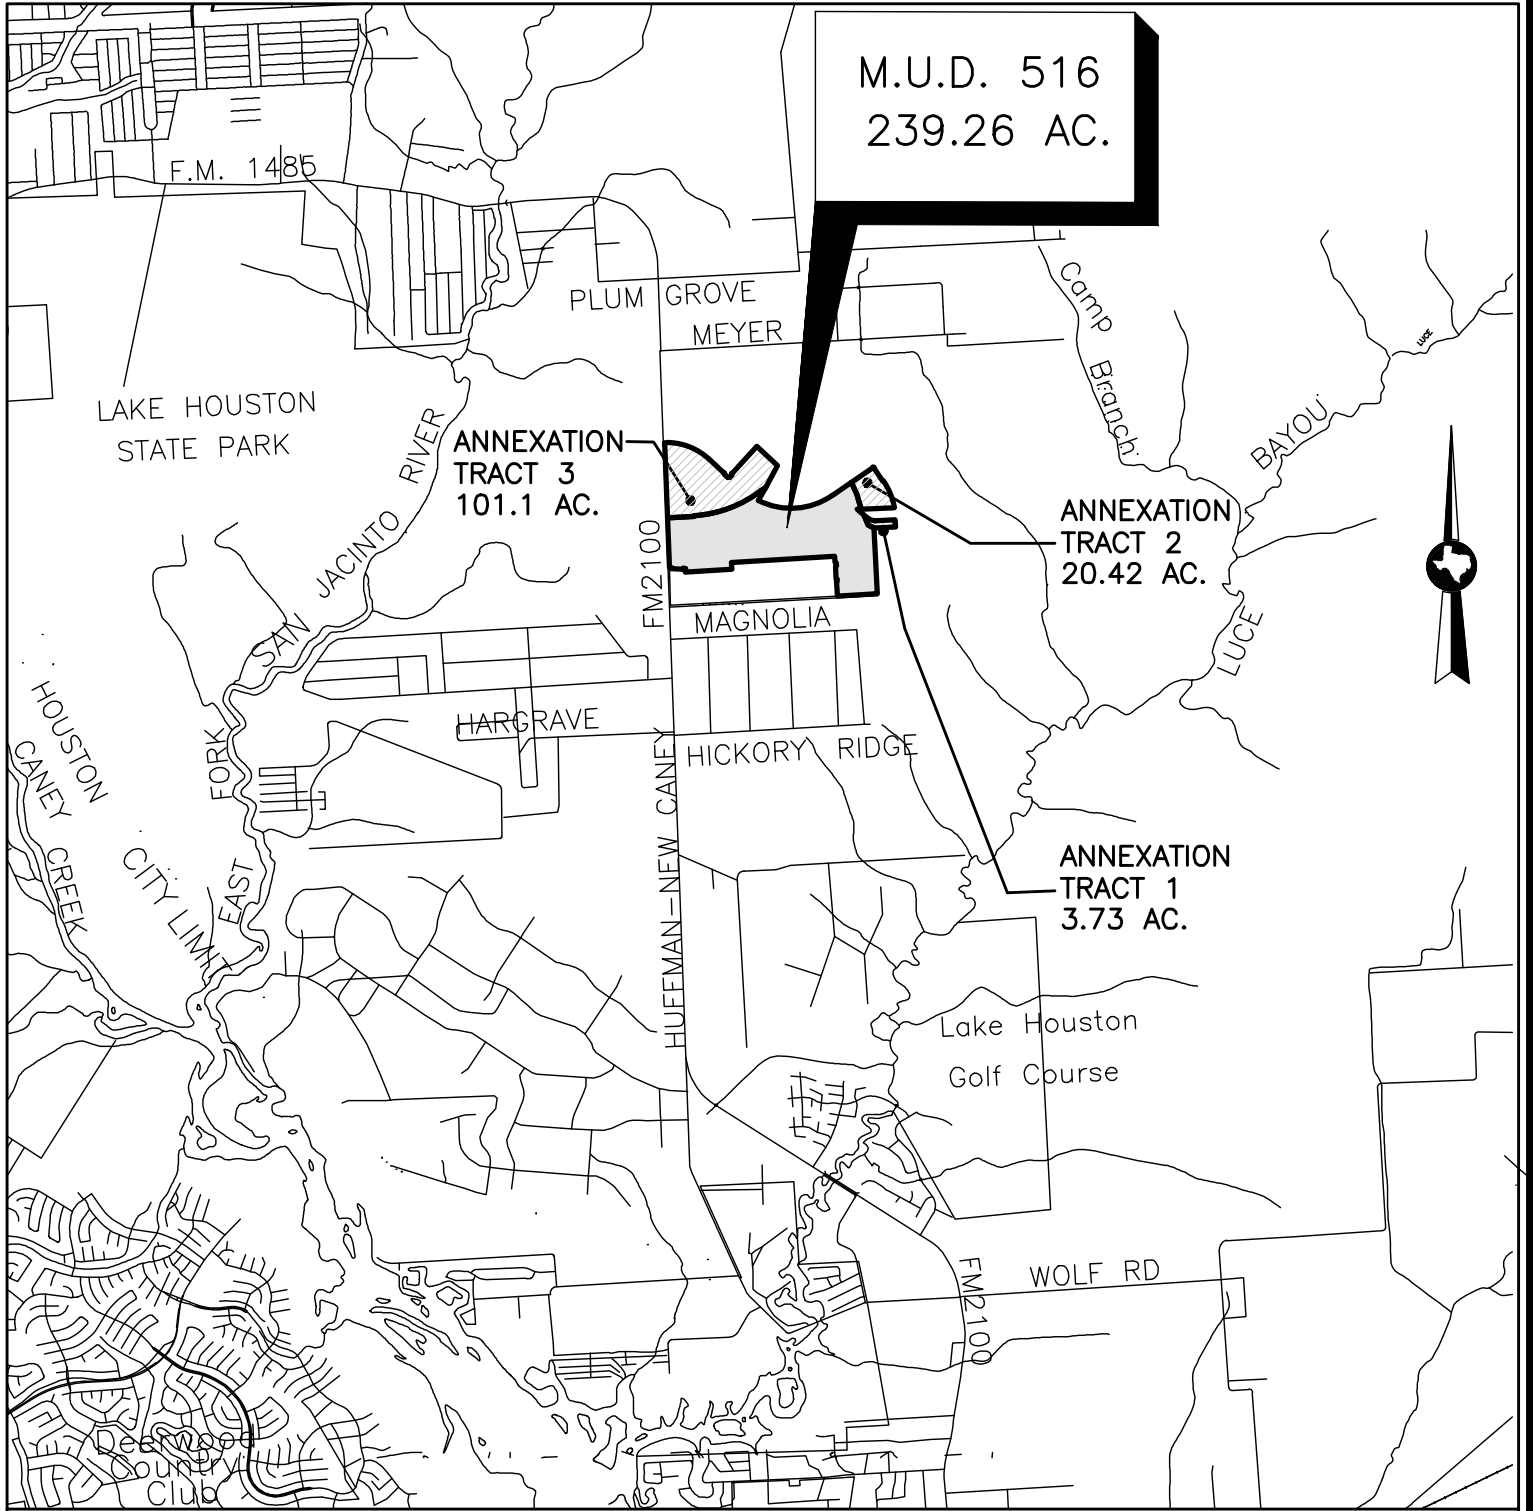 M.U.D. 516
239.26 AC.
F.M. 1485
PLUM GROVE
MEYER
Camp Branch
LUCE
LAKE HOUSTON
STATE PARK
BAYOU
LUCE
ANNEXATION
TRACT 3
101.1 AC.
ANNEXATION
TRACT 2
20.42 AC.
EAST FORK SAN JACINTO RIVER
FM2100
MAGNOLIA
HARGRAVE
HICKORY RIDGE
HOUSTON CITY LIMIT
CANEY CREEK
HUFFMAN-NEW CANEY
ANNEXATION
TRACT 1
3.73 AC.
Lake Houston
Golf Course
WOLF RD
FM2100
Deerwood
Country
Club